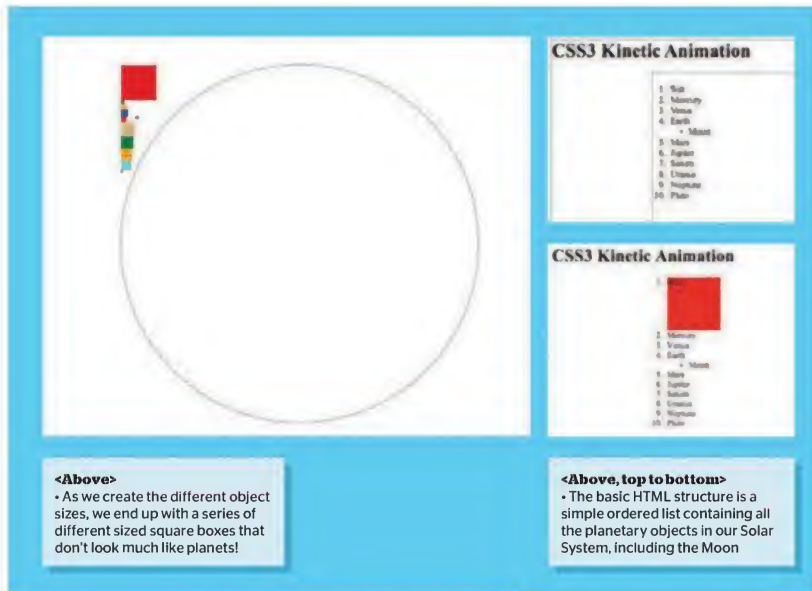 CSS3 Kinetic Animation
1. Sun
2. Mercury
3. Venus
4. Earth
• Moon
5. Mars
6. Jupiter
7. Saturn
8. Uranus
9. Neptune
10. Pluto
CSS3 Kinetic Animation
1.
2. Mercury
3. Venus
4. Earth
• Moon
5. Mars
6. Jupiter
7. Saturn
8. Uranus
9. Neptune
10. Pluto
<Above>
• As we create the different object
sizes, we end up with a series of
different sized square boxes that
don't look much like planets!
<Above, top to bottom>
• The basic HTML structure is a
simple ordered list containing all
the planetary objects in our Solar
System, including the Moon